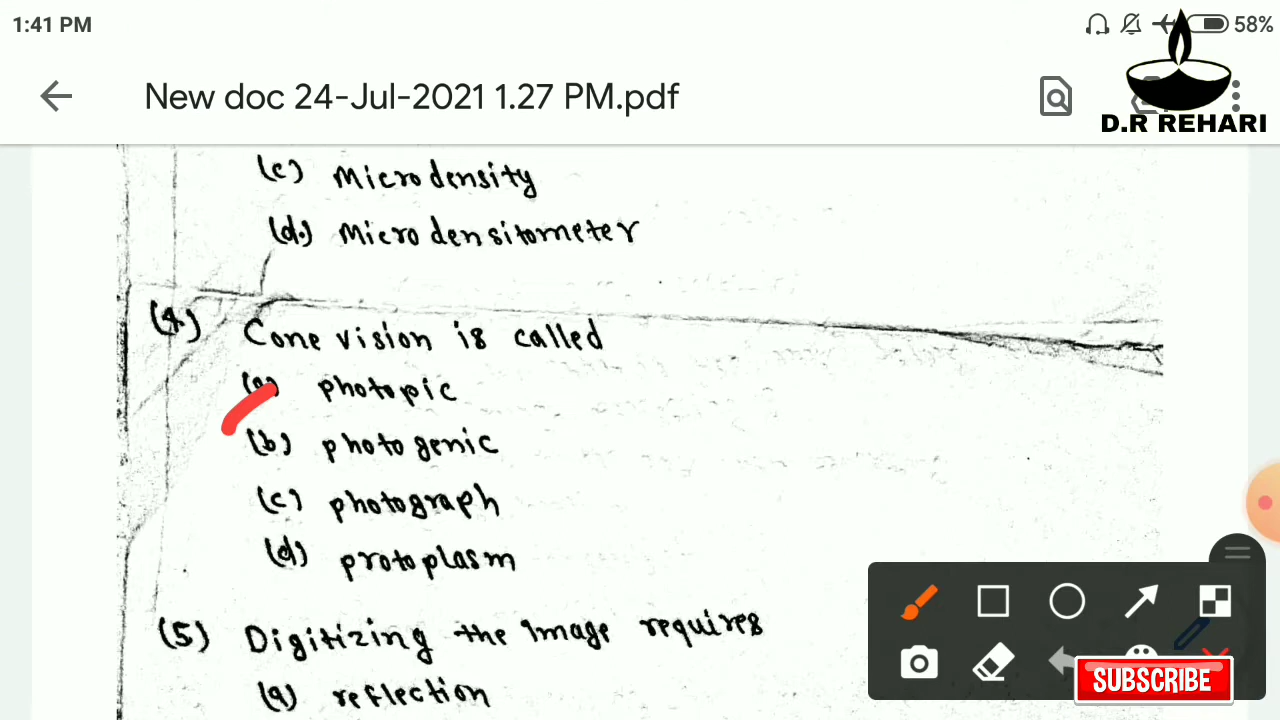 1:41 PM
58%
New doc 24-Jul-2021 1.27 PM.pdf
D.R REHARI
(c) Microdensity
(d.) Microdensitometer
(4.) Cone vision is called
(a) photopic
(b) photogenic
(c) photograph
(d) protoplasm
(5) Digitizing the image requires
(a) reflection
SUBSCRIBE